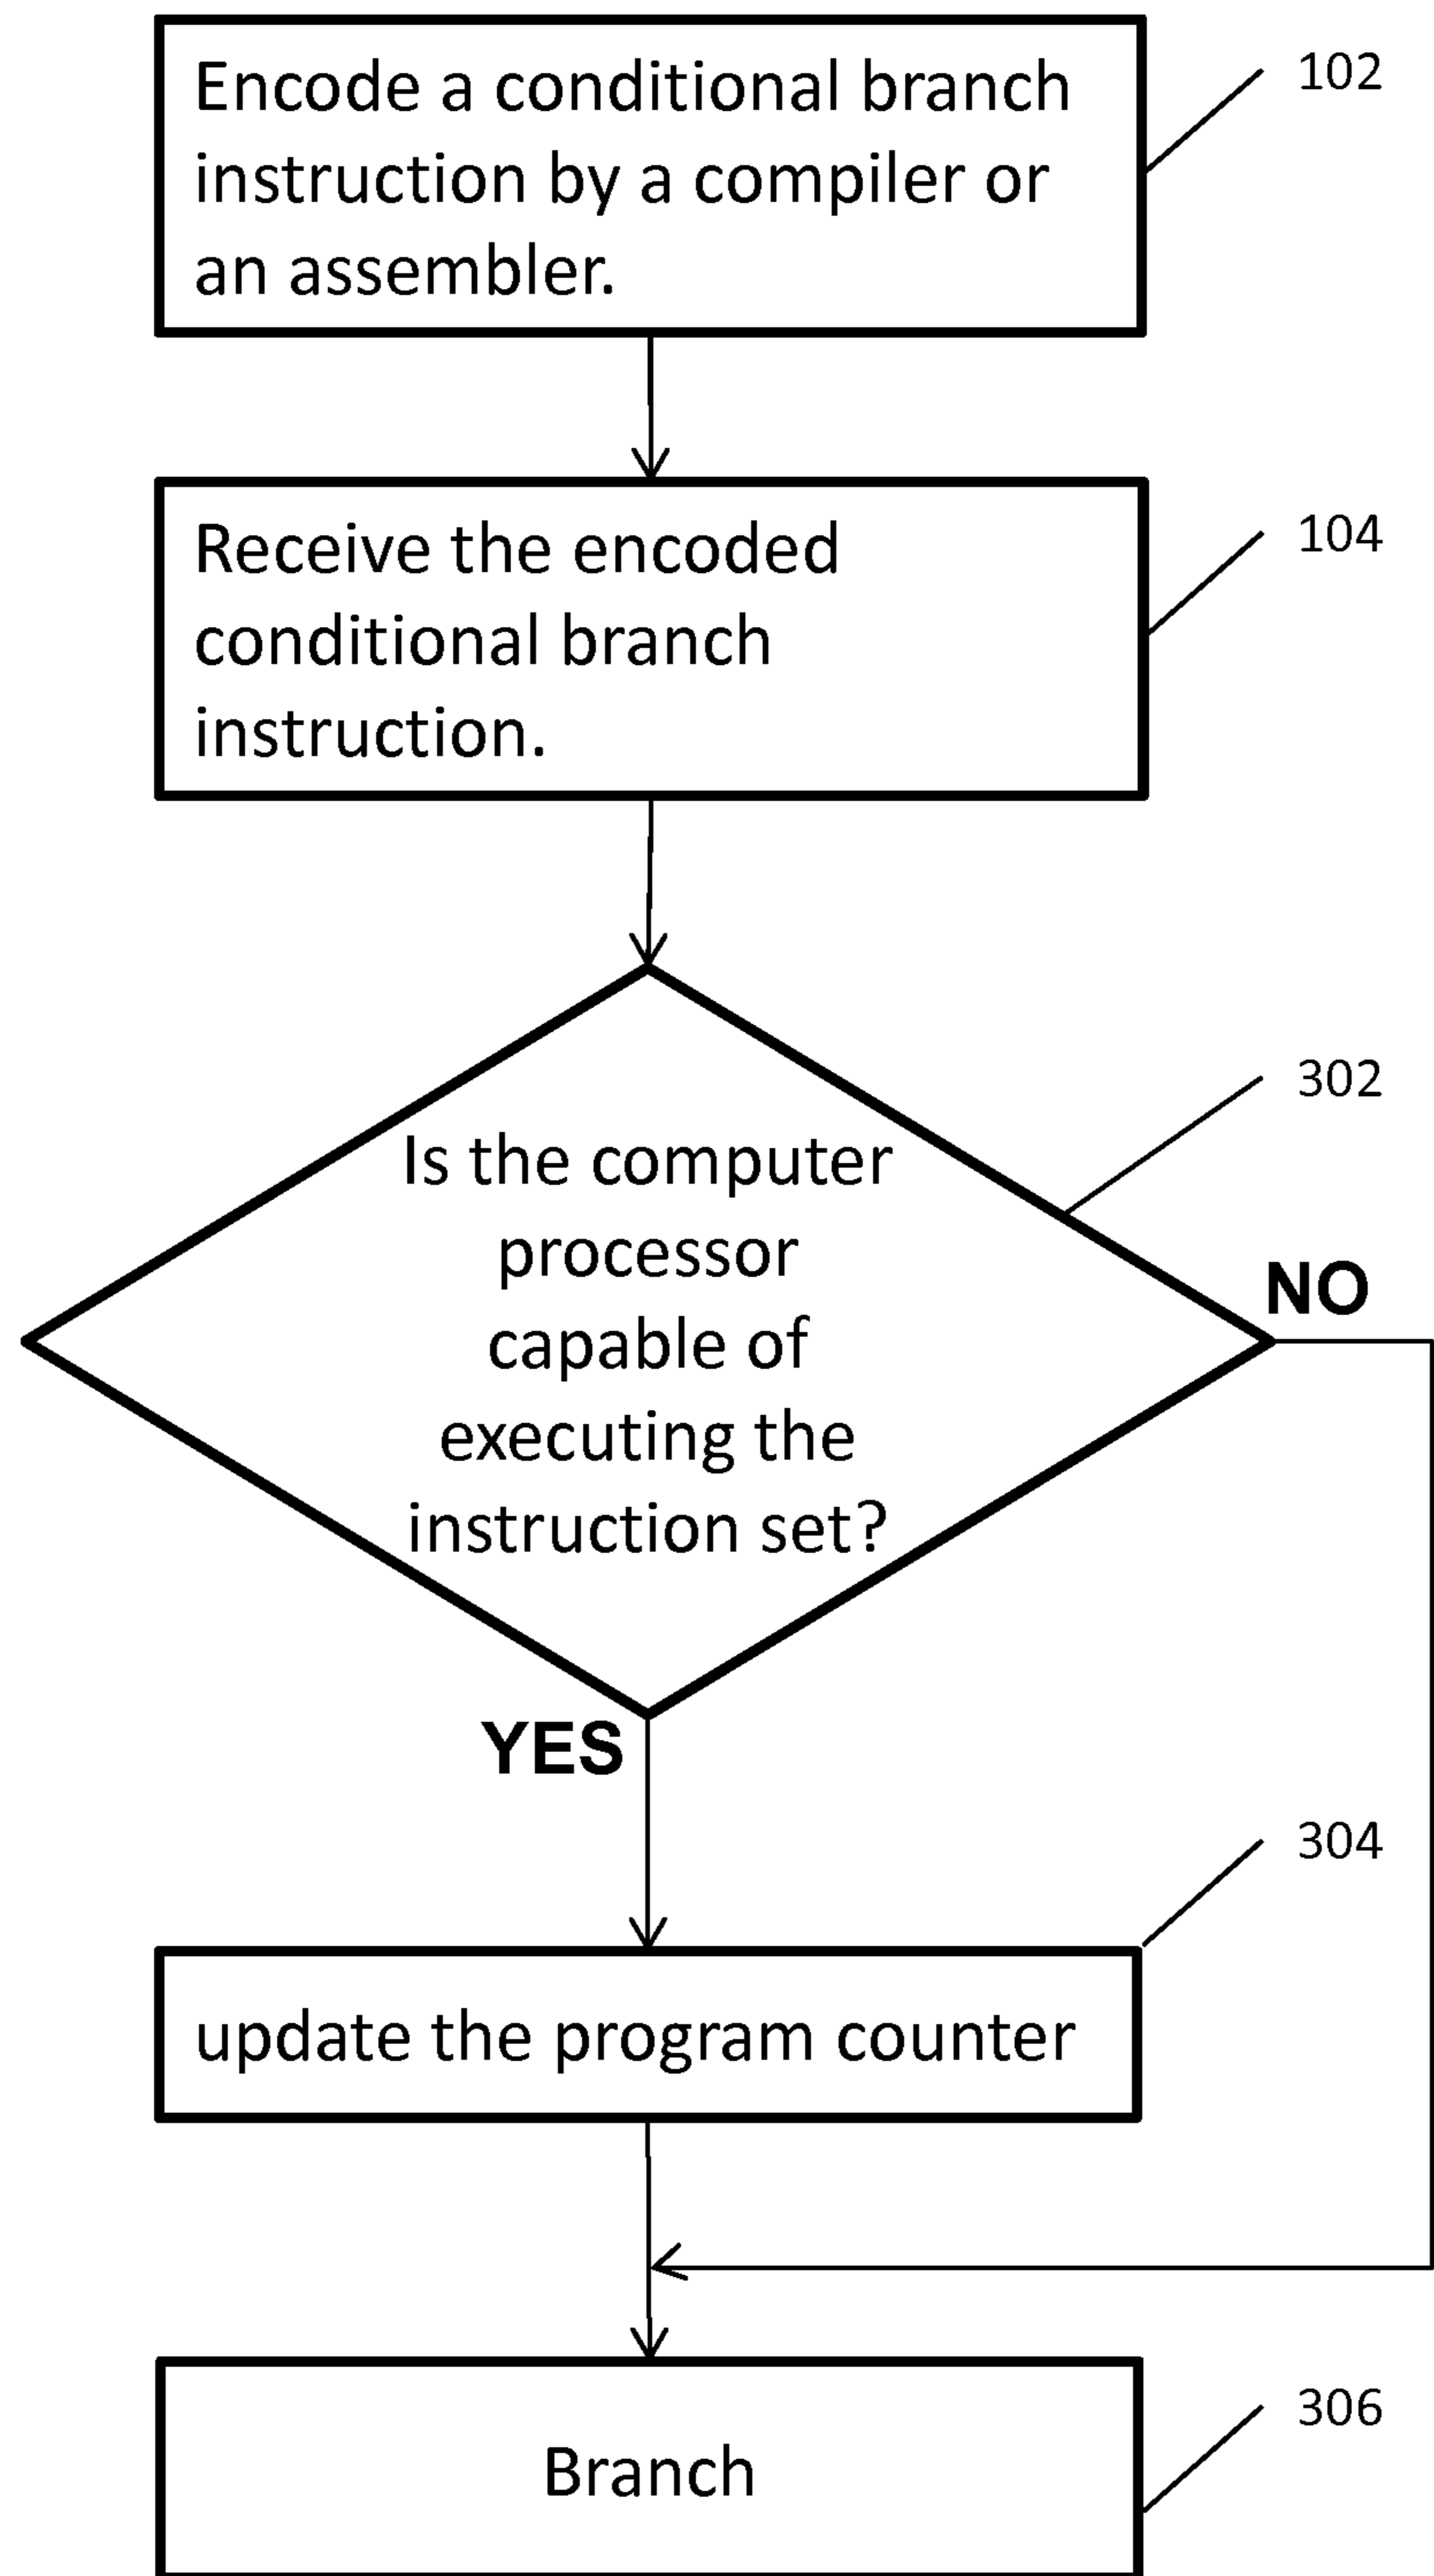 Encode a conditional branch
instruction by a compiler or
an assembler.
102
Receive the encoded
conditional branch
instruction.
104
302
Is the computer
processor
capable of
executing the
instruction set?
NO
YES
304
update the program counter
306
Branch